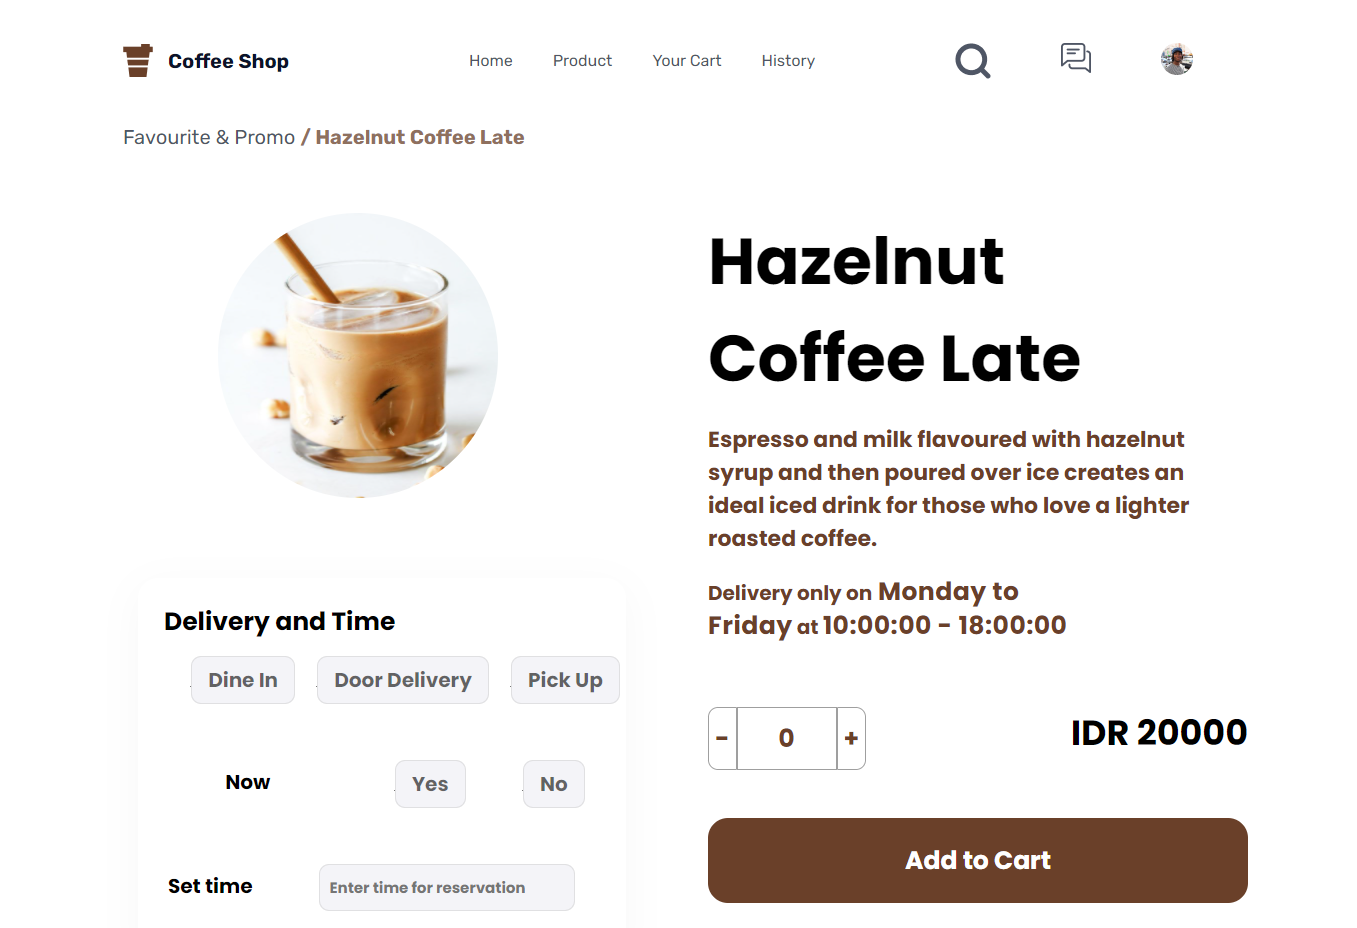 Coffee Shop
Home
Product
Your Cart
History
Favourite & Promo / Hazelnut Coffee Late
Hazelnut
Coffee Late
Espresso and milk flavoured with hazelnut
syrup and then poured over ice creates an
ideal iced drink for those who love a lighter
roasted coffee.
Delivery only on Monday to
Friday at 10:00:00 - 18:00:00
- 0 +
IDR 20000
Add to Cart
Delivery and Time
Dine In
Door Delivery
Pick Up
Now
Yes
No
Set time
Enter time for reservation